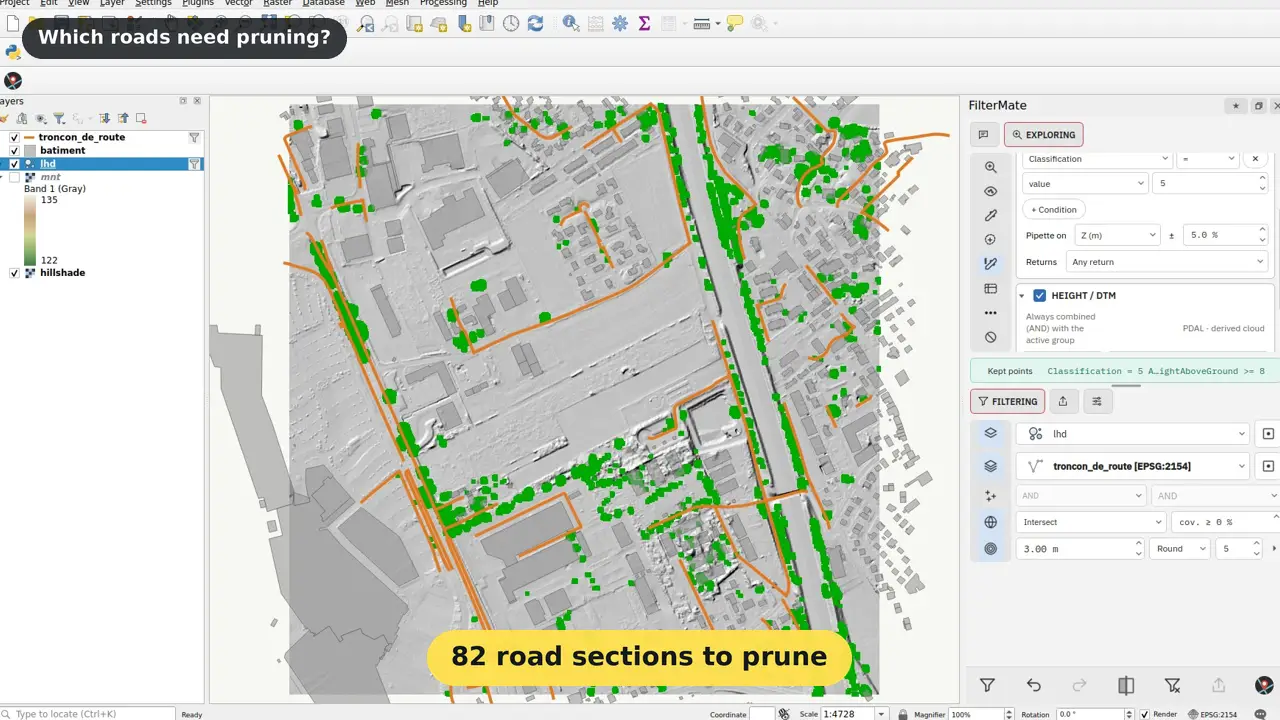 Project Edit View Layer Settings Plugins Vector Raster Database Web Mesh Processing Help
Which roads need pruning?
ayers
troncon_de_route
batiment
lhd
mnt
Band 1 (Gray)
135
122
hillshade
FilterMate
EXPLORING
Classification
=
value
5
+ Condition
Pipette on
Z (m)
±
5.0 %
Returns
Any return
HEIGHT / DTM
Always combined
(AND) with the
active group
PDAL - derived cloud
Kept points
Classification = 5 A…ightAboveGround >= 8
FILTERING
lhd
troncon_de_route [EPSG:2154]
AND
AND
Intersect
cov. ≥ 0 %
3.00 m
Round
5
82 road sections to prune
Type to locate (Ctrl+K)
Ready
Coordinate
Scale 1:4728
Magnifier 100%
Rotation 0.0 °
Render
EPSG:2154